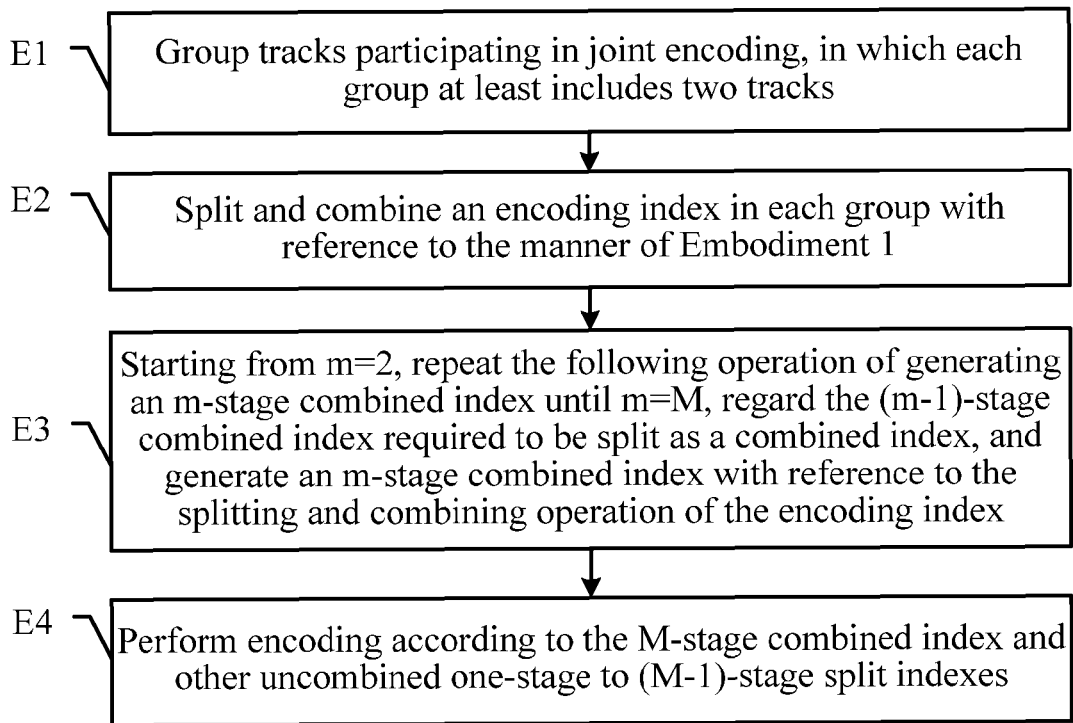 E1
Group tracks participating in joint encoding, in which each
group at least includes two tracks
E2
Split and combine an encoding index in each group with
reference to the manner of Embodiment 1
E3
Starting from m=2, repeat the following operation of generating
an m-stage combined index until m=M, regard the (m-1)-stage
combined index required to be split as a combined index, and
generate an m-stage combined index with reference to the
splitting and combining operation of the encoding index
E4
Perform encoding according to the M-stage combined index and
other uncombined one-stage to (M-1)-stage split indexes